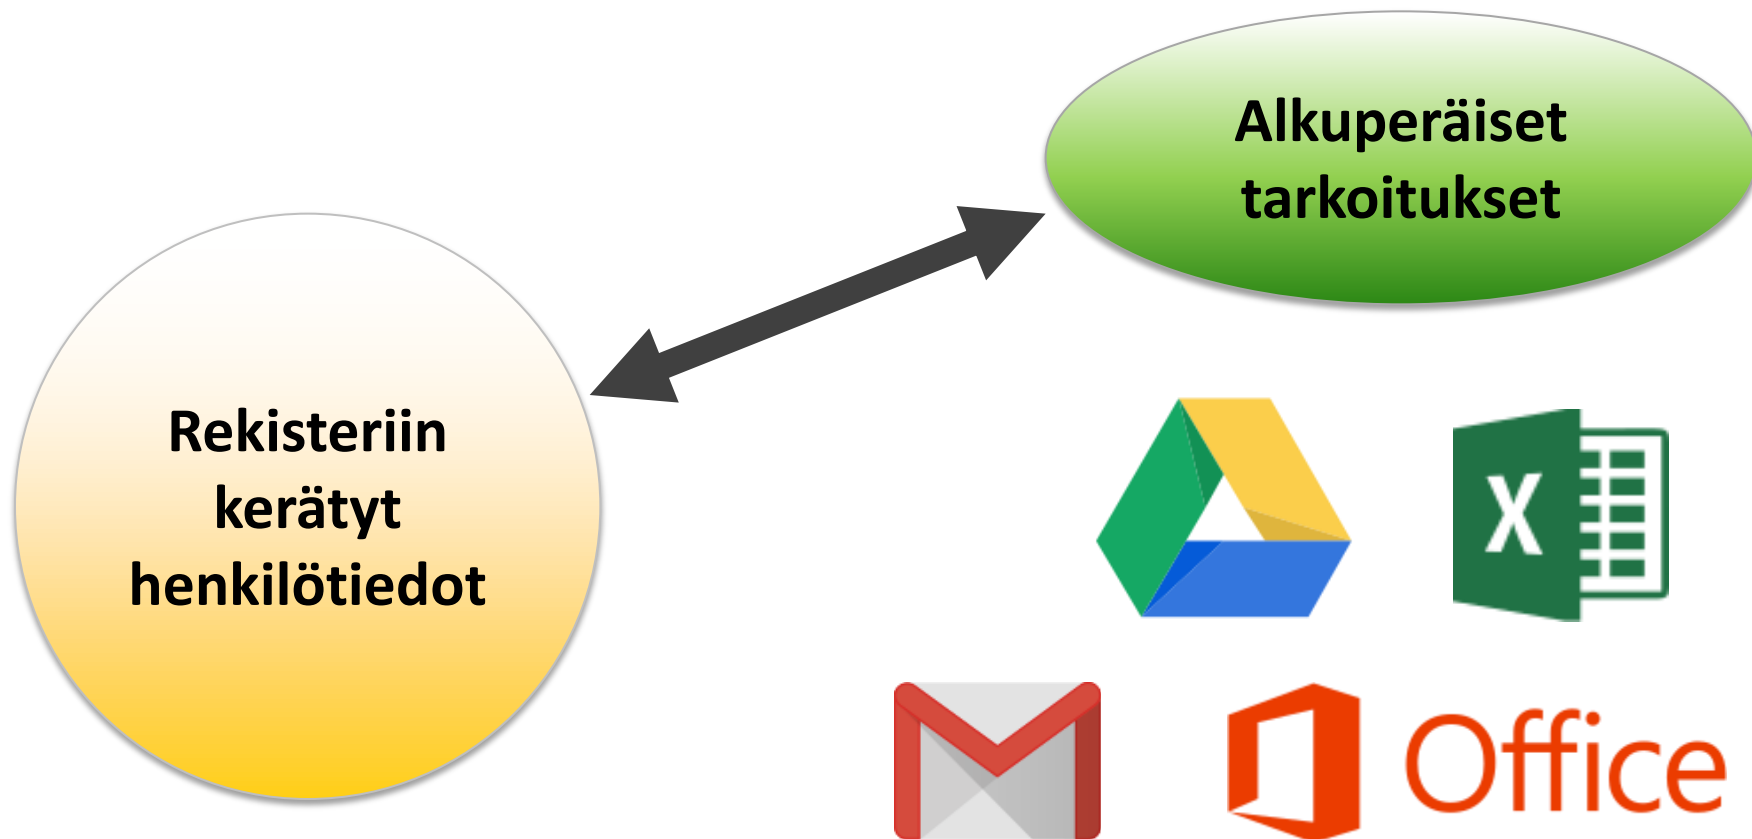 Alkuperäiset
tarkoitukset
Rekisteriin
kerätyt
henkilötiedot
X
Office